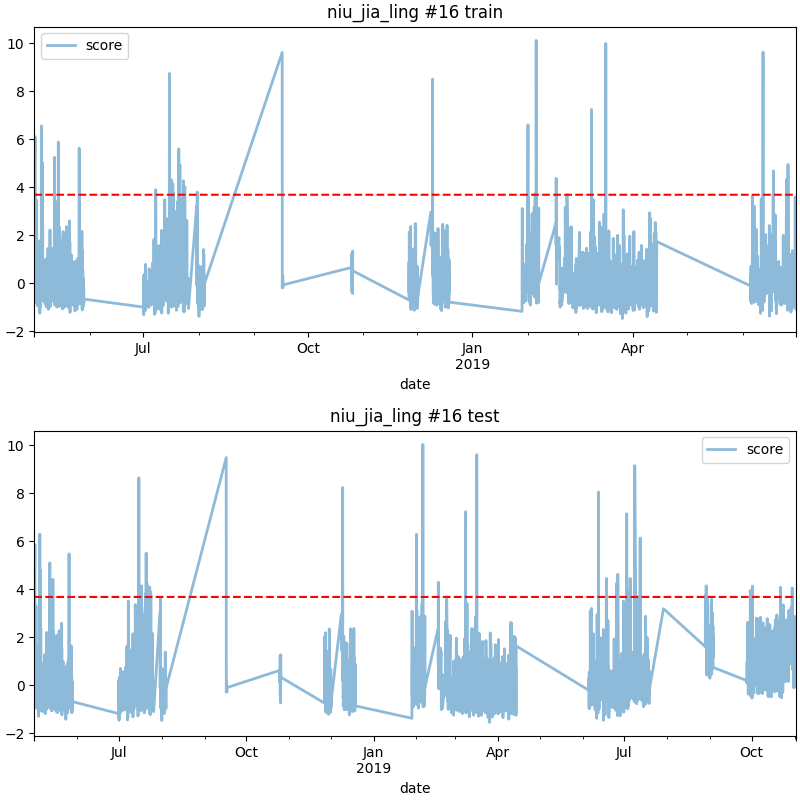 niu_jia_ling #16 train
score
10
8
6
4
2
0
−2
Jul Oct Jan Apr
2019
date
niu_jia_ling #16 test
score
10
8
6
4
2
0
−2
Jul Oct Jan Apr Jul Oct
2019
date